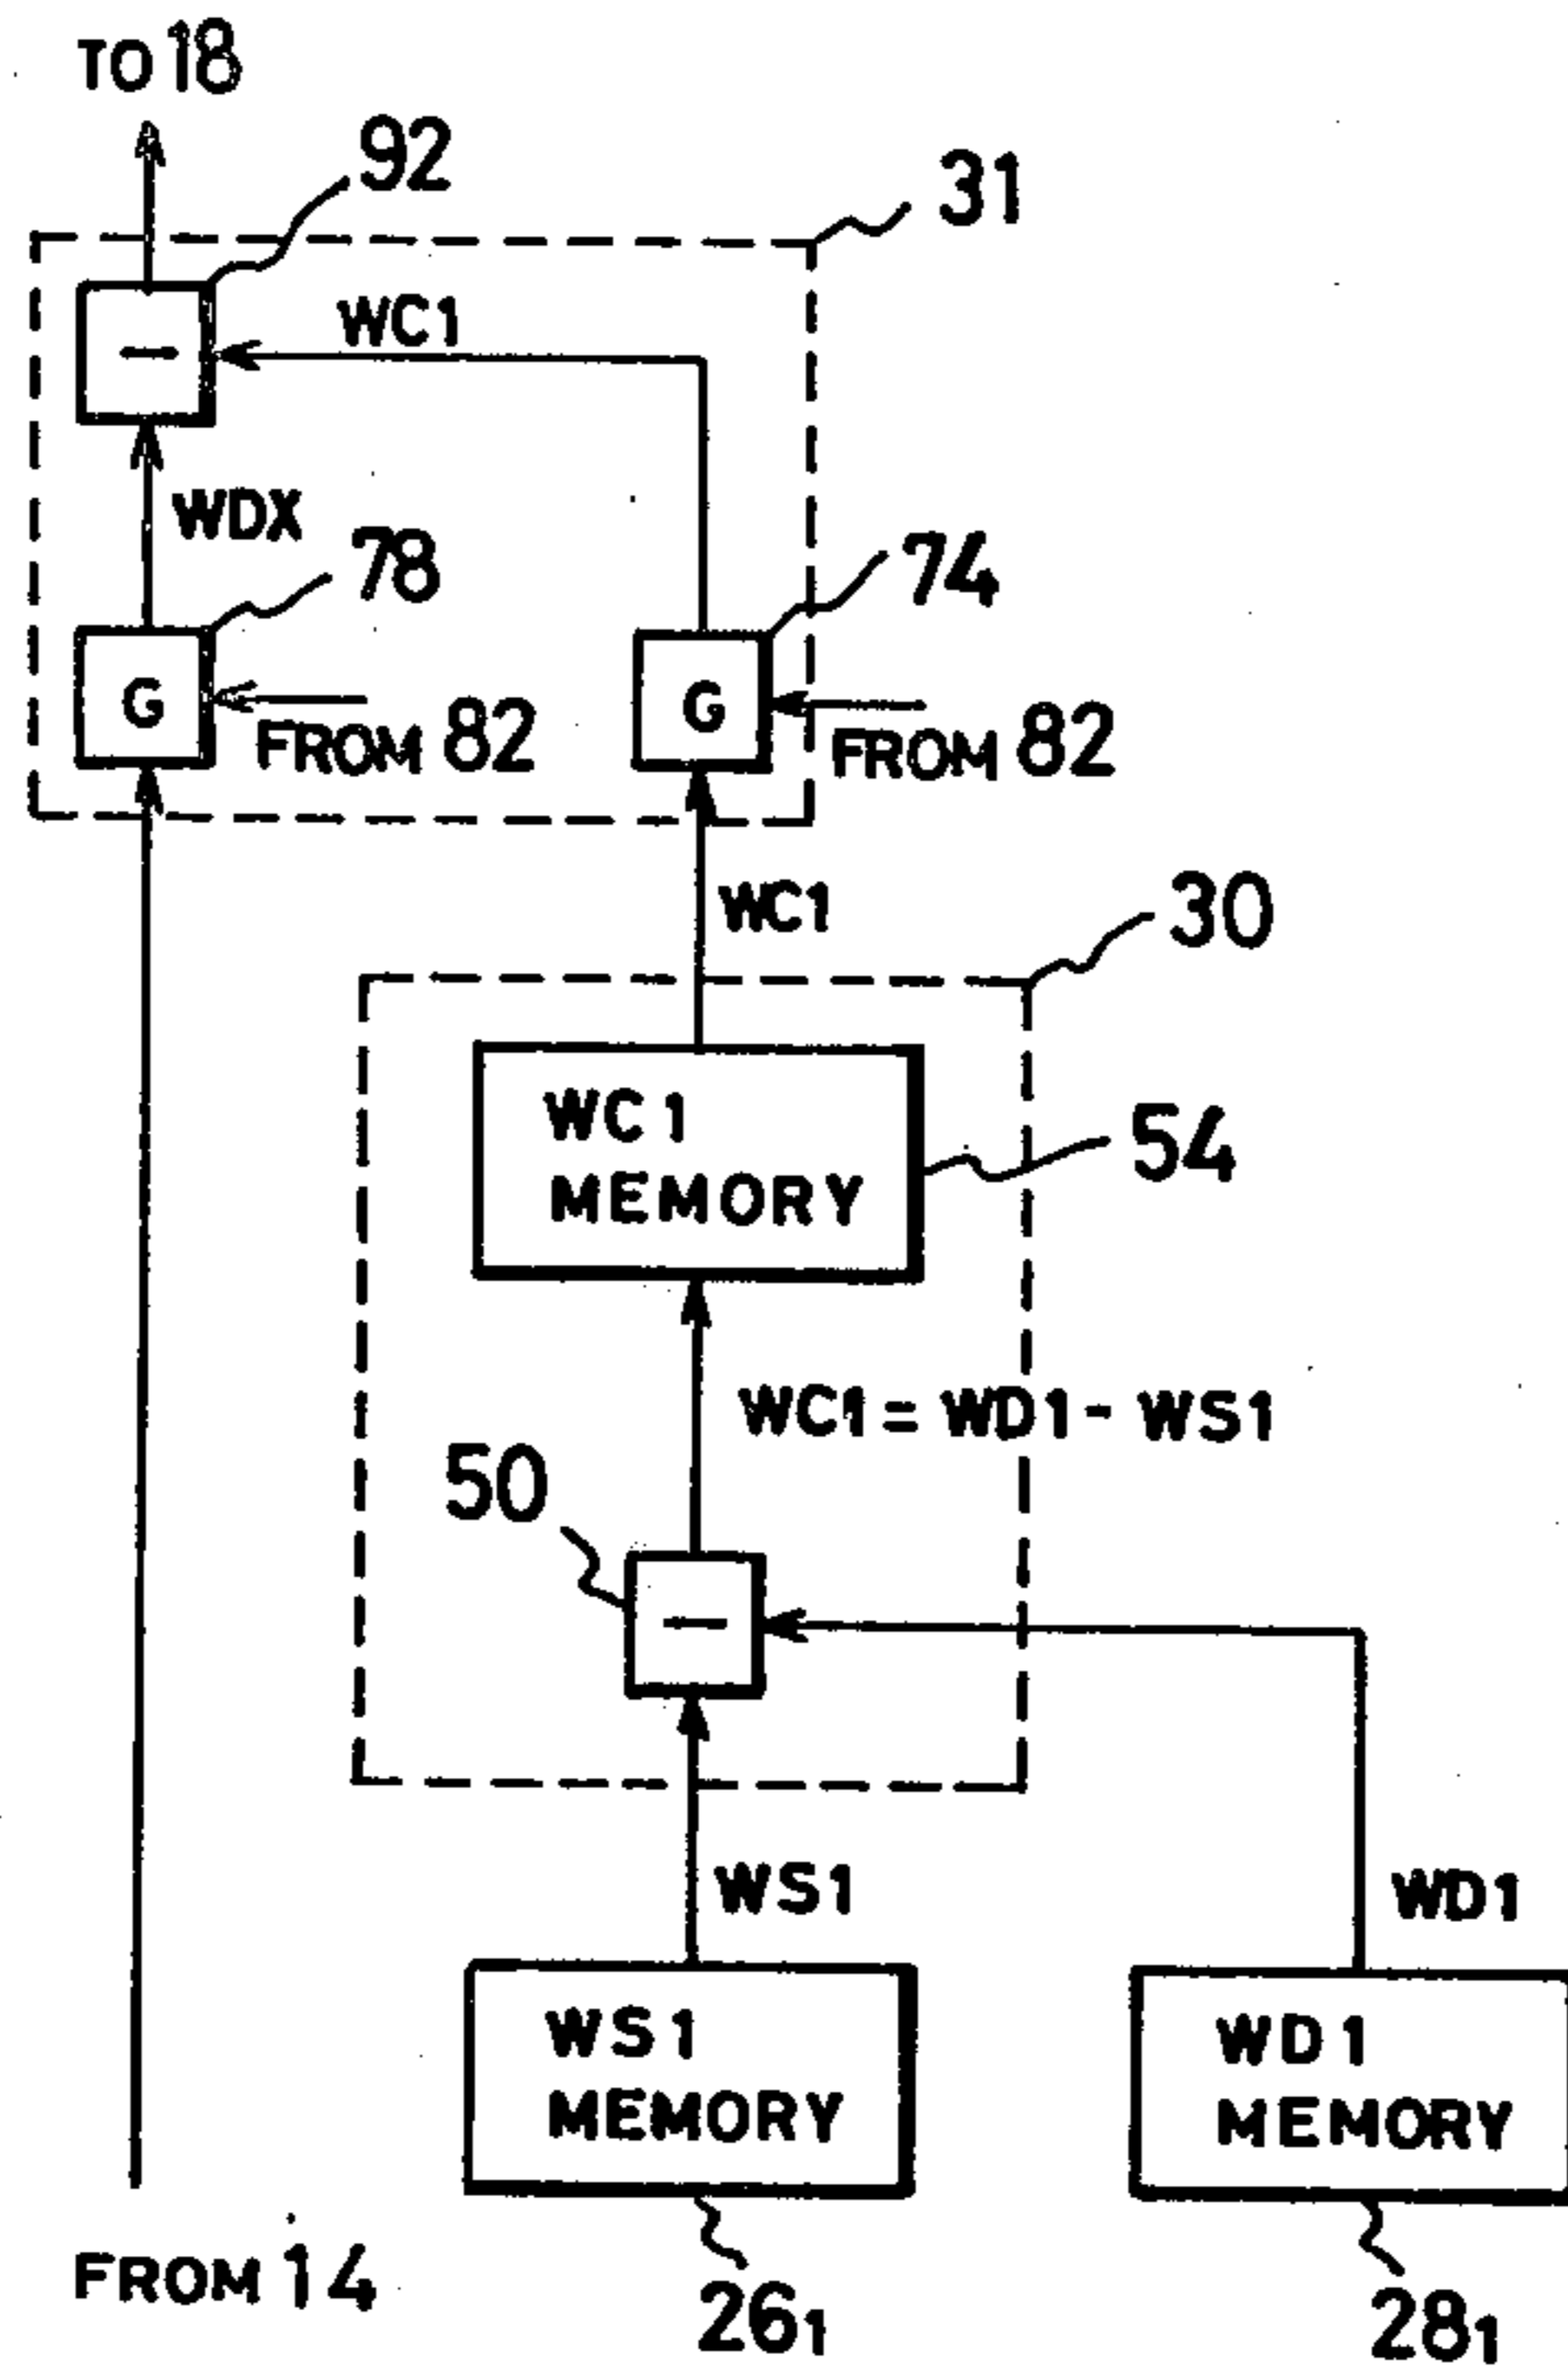 TO 18
92
31
WC1
—
WDX
78
74
G
G
FROM 82
FROM 82
WC1
30
WC1
MEMORY
54
WC1 = WD1 - WS1
50
—
WS1
WD1
WS1
MEMORY
WD1
MEMORY
FROM 14
26₁
28₁